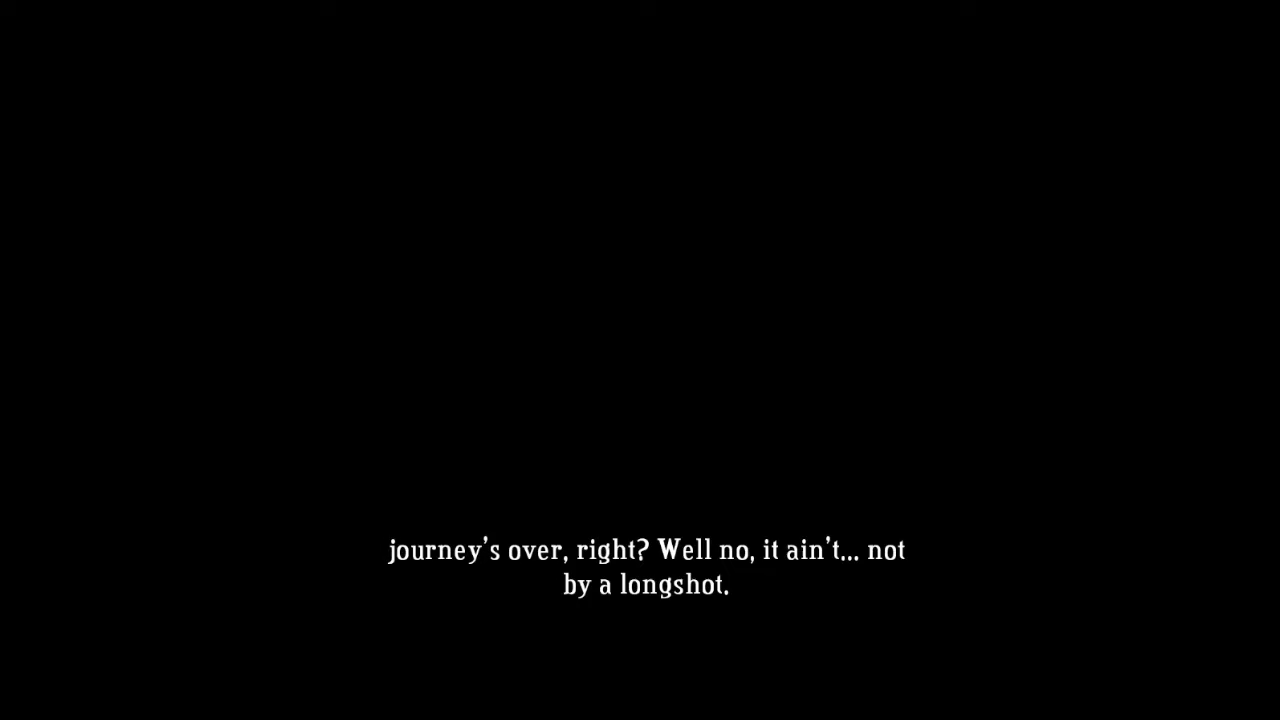 journey's over, right? Well no, it ain't... not
by a longshot.